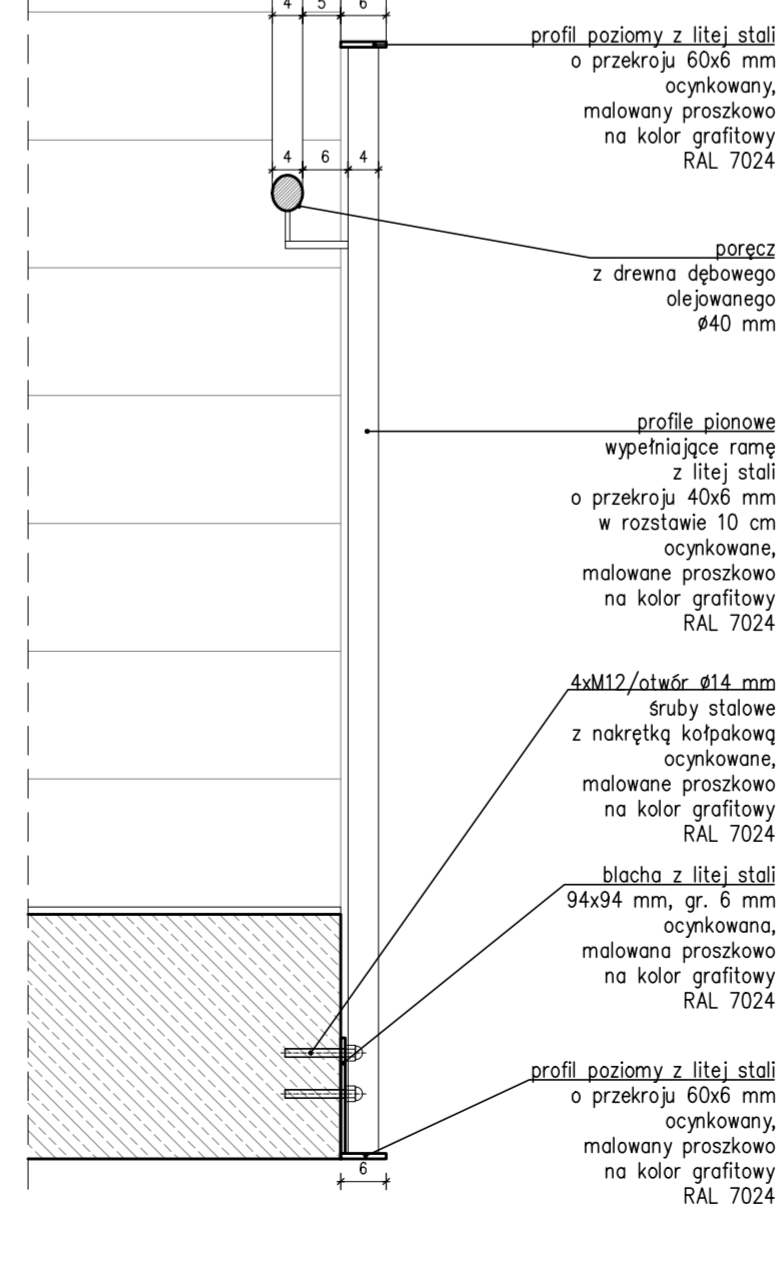 4 5 6
profil poziomy z litej stali
o przekroju 60x6 mm
ocynkowany,
malowany proszkowo
na kolor grafitowy
RAL 7024
4 6 4
poręcz
z drewna dębowego
olejowanego
ø40 mm
profile pionowe
wypełniające ramę
z litej stali
o przekroju 40x6 mm
w rozstawie 10 cm
ocynkowane,
malowane proszkowo
na kolor grafitowy
RAL 7024
4xM12/otwór ø14 mm
śruby stalowe
z nakrętką kołpakową
ocynkowane,
malowane proszkowo
na kolor grafitowy
RAL 7024
blacha z litej stali
94x94 mm, gr. 6 mm
ocynkowana,
malowana proszkowo
na kolor grafitowy
RAL 7024
profil poziomy z litej stali
o przekroju 60x6 mm
ocynkowany,
malowany proszkowo
na kolor grafitowy
RAL 7024
6